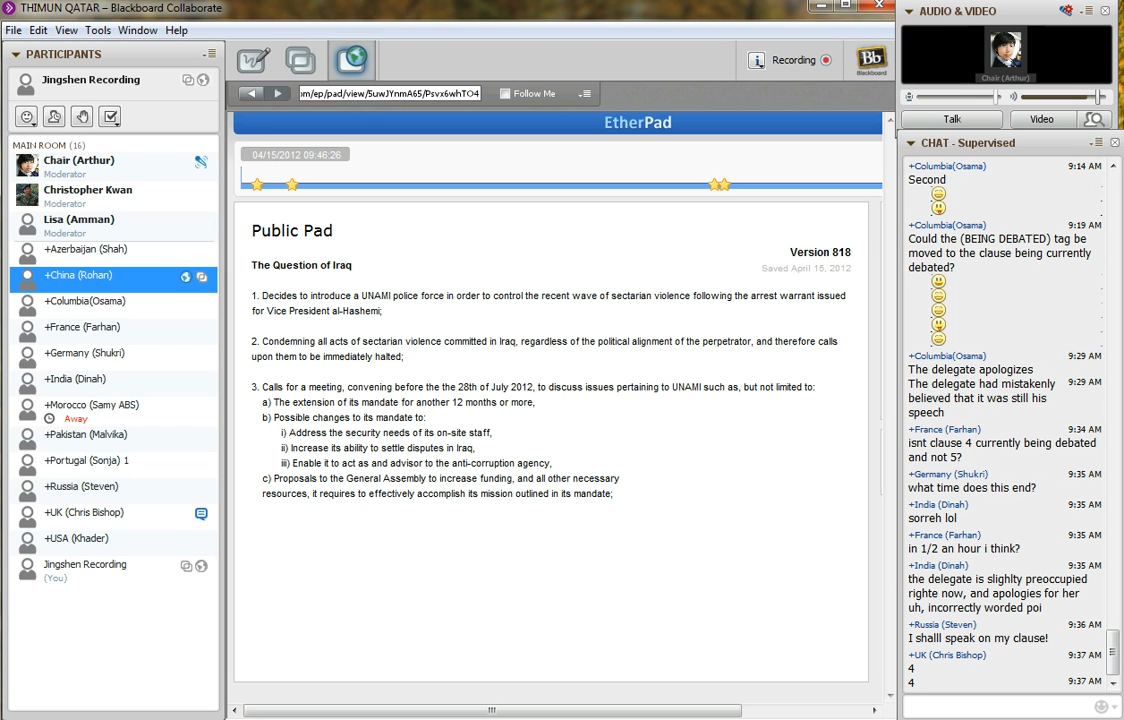 THIMUN QATAR – Blackboard Collaborate
File Edit View Tools Window Help
PARTICIPANTS
Jingshen Recording
MAIN ROOM (16)
Chair (Arthur)
Moderator
Christopher Kwan
Moderator
Lisa (Amman)
Moderator
+Azerbaijan (Shah)
+China (Rohan)
+Columbia(Osama)
+France (Farhan)
+Germany (Shukri)
+India (Dinah)
+Morocco (Samy ABS)
Away
+Pakistan (Malvika)
+Portugal (Sonja) 1
+Russia (Steven)
+UK (Chris Bishop)
+USA (Khader)
Jingshen Recording
(You)
Recording
Bb
Blackboard
om/ep/pad/view/5uwJYnmA65/Psvx6whTO4
Follow Me
EtherPad
04/15/2012 09:46:26
Public Pad
Version 818
Saved April 15, 2012
The Question of Iraq
1. Decides to introduce a UNAMI police force in order to control the recent wave of sectarian violence following the arrest warrant issued
for Vice President al-Hashemi;
2. Condemning all acts of sectarian violence committed in Iraq, regardless of the political alignment of the perpetrator, and therefore calls
upon them to be immediately halted;
3. Calls for a meeting, convening before the the 28th of July 2012, to discuss issues pertaining to UNAMI such as, but not limited to:
a) The extension of its mandate for another 12 months or more,
b) Possible changes to its mandate to:
i) Address the security needs of its on-site staff,
ii) Increase its ability to settle disputes in Iraq,
iii) Enable it to act as and advisor to the anti-corruption agency,
c) Proposals to the General Assembly to increase funding, and all other necessary
resources, it requires to effectively accomplish its mission outlined in its mandate;
AUDIO & VIDEO
Chair (Arthur)
Talk
Video
CHAT - Supervised
+Columbia(Osama) 9:14 AM
Second
+Columbia(Osama) 9:19 AM
Could the (BEING DEBATED) tag be
moved to the clause being currently
debated?
+Columbia(Osama) 9:29 AM
The delegate apologizes
The delegate had mistakenly 9:29 AM
believed that it was still his
speech
+France (Farhan) 9:34 AM
isnt clause 4 currently being debated
and not 5?
+Germany (Shukri) 9:35 AM
what time does this end?
+India (Dinah) 9:35 AM
sorreh lol
+France (Farhan) 9:35 AM
in 1/2 an hour i think?
+India (Dinah) 9:35 AM
the delegate is slighlty preoccupied
righte now, and apologies for her
uh, incorrectly worded poi
+Russia (Steven) 9:36 AM
I shalll speak on my clause!
+UK (Chris Bishop) 9:37 AM
4
4 9:37 AM